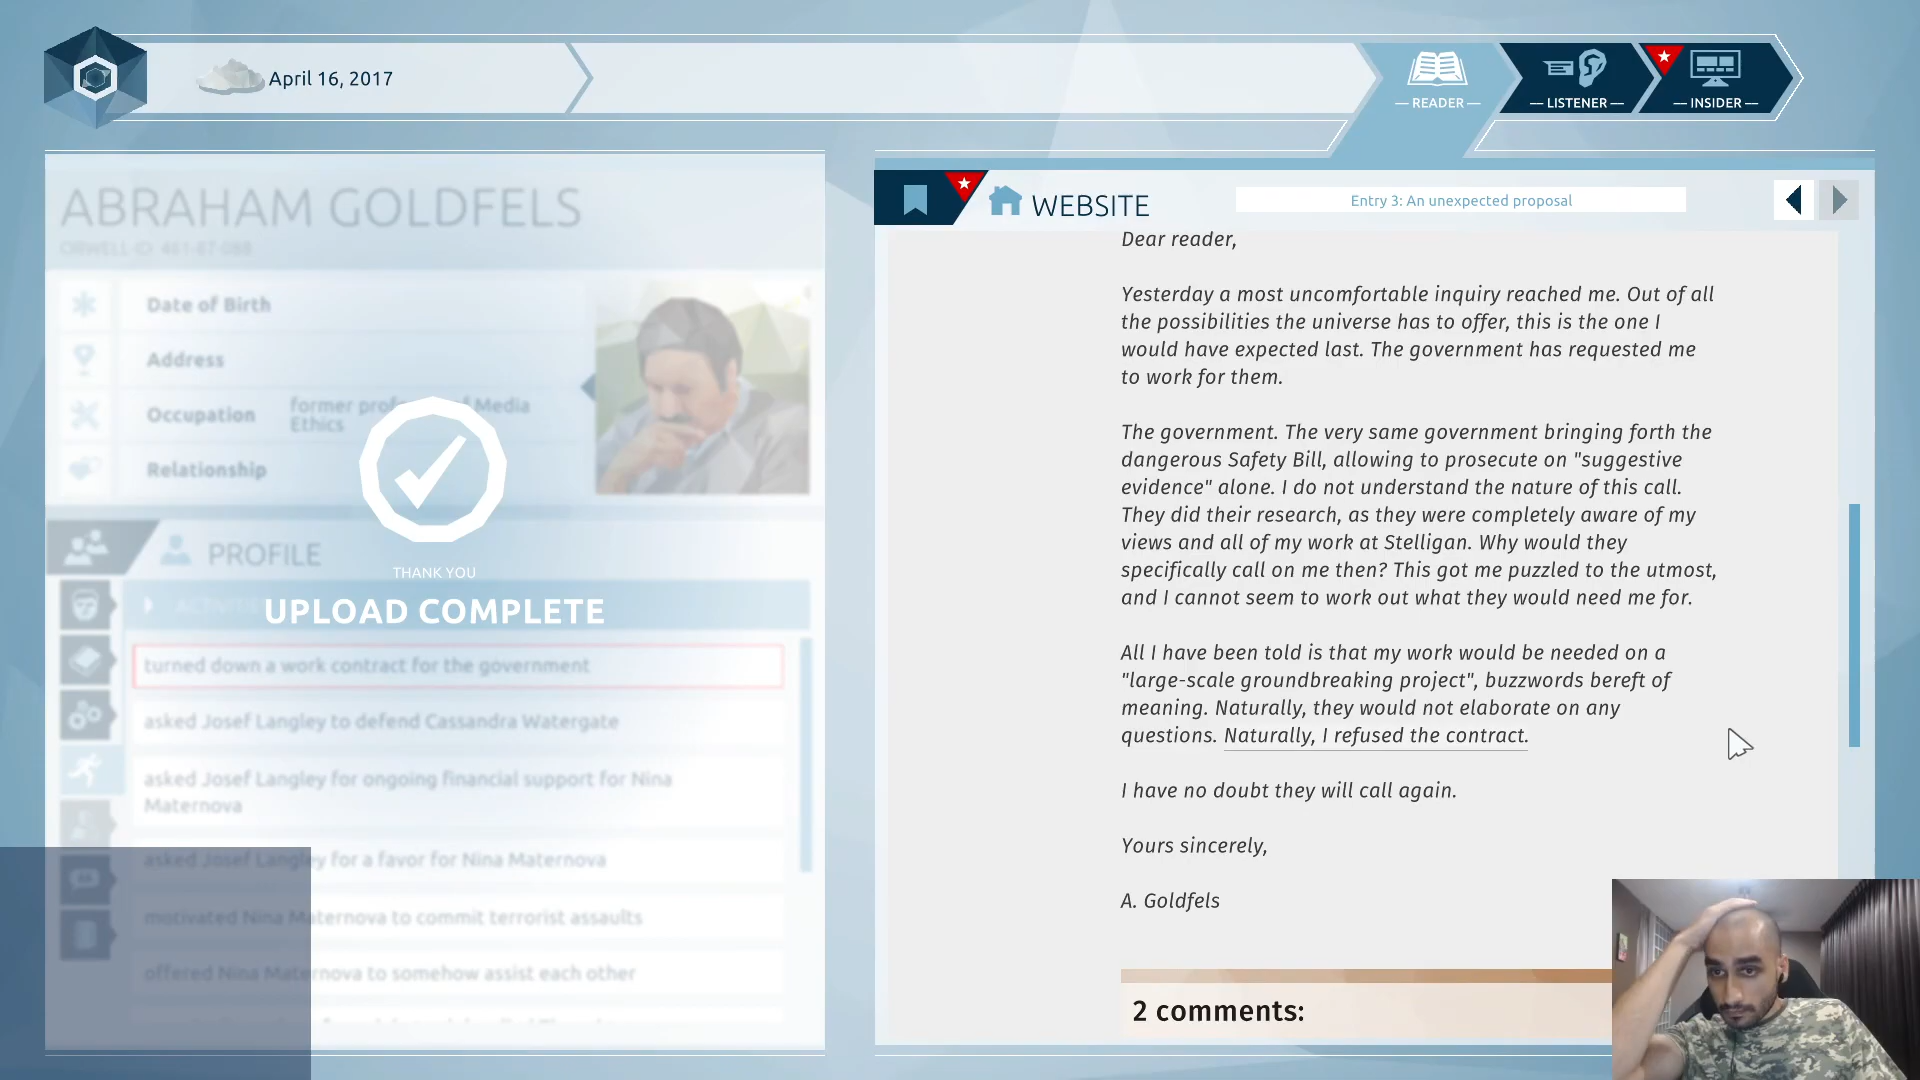 April 16, 2017
READER
LISTENER
INSIDER
ABRAHAM GOLDFELS
ORWELL-ID: 461-87 068
Date of Birth
Address
Occupation
former professor of Media
Ethics
Relationship
THANK YOU
UPLOAD COMPLETE
PROFILE
turned down a work contract for the government
asked Josef Langley to defend Cassandra Watergate
asked Josef Langley for ongoing financial support for Nina
Maternova
asked Josef Langley for a favor for Nina Maternova
motivated Nina Maternova to commit terrorist assaults
offered Nina Maternova to somehow assist each other
WEBSITE
Entry 3: An unexpected proposal
Dear reader,
Yesterday a most uncomfortable inquiry reached me. Out of all
the possibilities the universe has to offer, this is the one I
would have expected last. The government has requested me
to work for them.
The government. The very same government bringing forth the
dangerous Safety Bill, allowing to prosecute on "suggestive
evidence" alone. I do not understand the nature of this call.
They did their research, as they were completely aware of my
views and all of my work at Stelligan. Why would they
specifically call on me then? This got me puzzled to the utmost,
and I cannot seem to work out what they would need me for.
All I have been told is that my work would be needed on a
"large-scale groundbreaking project", buzzwords bereft of
meaning. Naturally, they would not elaborate on any
questions. Naturally, I refused the contract.
I have no doubt they will call again.
Yours sincerely,
A. Goldfels
2 comments: